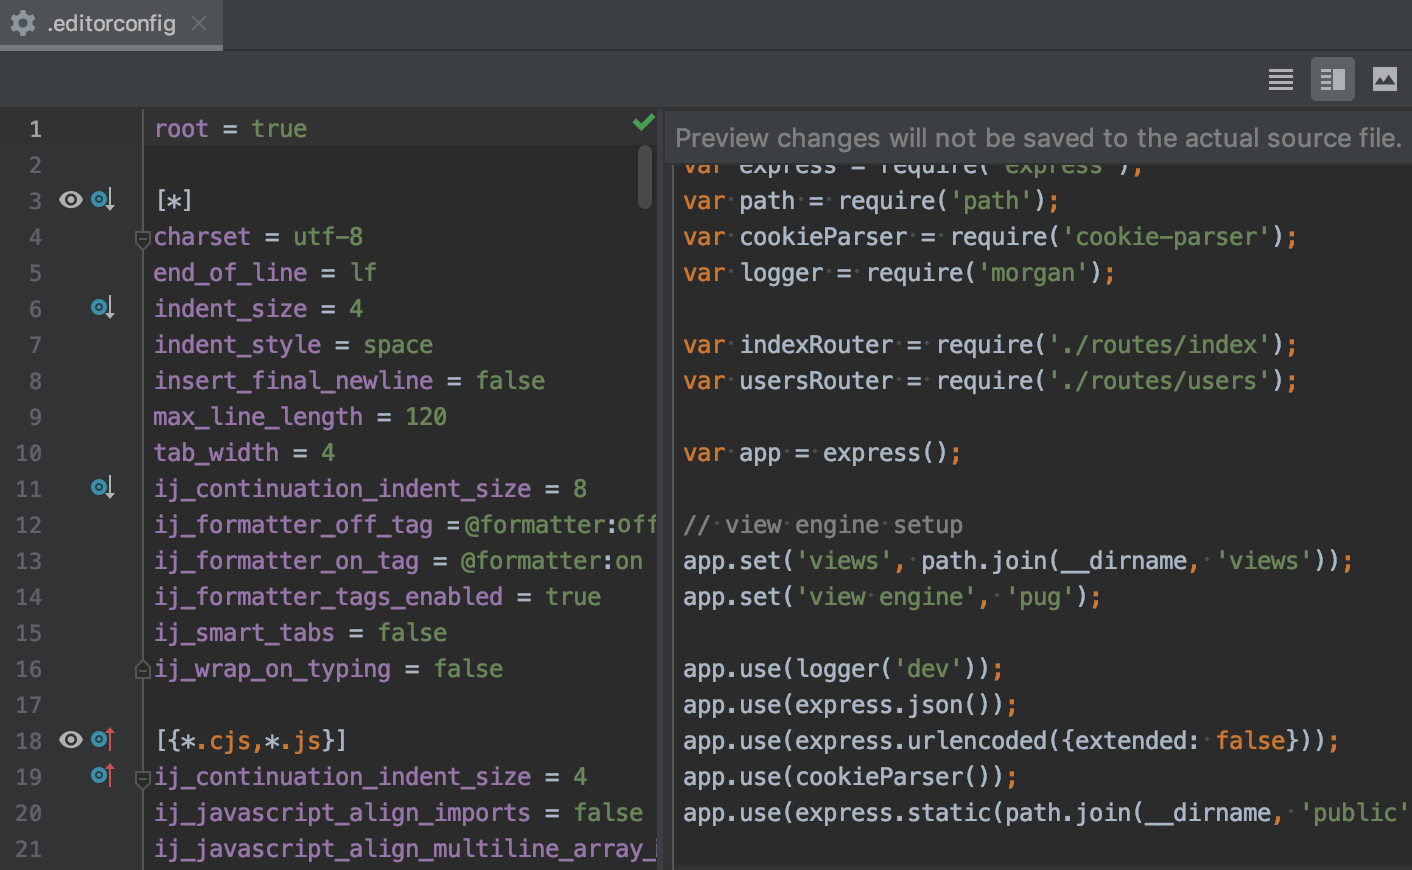 .editorconfig
1 root = true
2
3 [*]
4 charset = utf-8
5 end_of_line = lf
6 indent_size = 4
7 indent_style = space
8 insert_final_newline = false
9 max_line_length = 120
10 tab_width = 4
11 ij_continuation_indent_size = 8
12 ij_formatter_off_tag = @formatter:off
13 ij_formatter_on_tag = @formatter:on
14 ij_formatter_tags_enabled = true
15 ij_smart_tabs = false
16 ij_wrap_on_typing = false
17
18 [{*.cjs,*.js}]
19 ij_continuation_indent_size = 4
20 ij_javascript_align_imports = false
21 ij_javascript_align_multiline_array_
Preview changes will not be saved to the actual source file.
var express = require('express');
var path = require('path');
var cookieParser = require('cookie-parser');
var logger = require('morgan');
var indexRouter = require('./routes/index');
var usersRouter = require('./routes/users');
var app = express();
// view engine setup
app.set('views', path.join(__dirname, 'views'));
app.set('view engine', 'pug');
app.use(logger('dev'));
app.use(express.json());
app.use(express.urlencoded({extended: false}));
app.use(cookieParser());
app.use(express.static(path.join(__dirname, 'public'